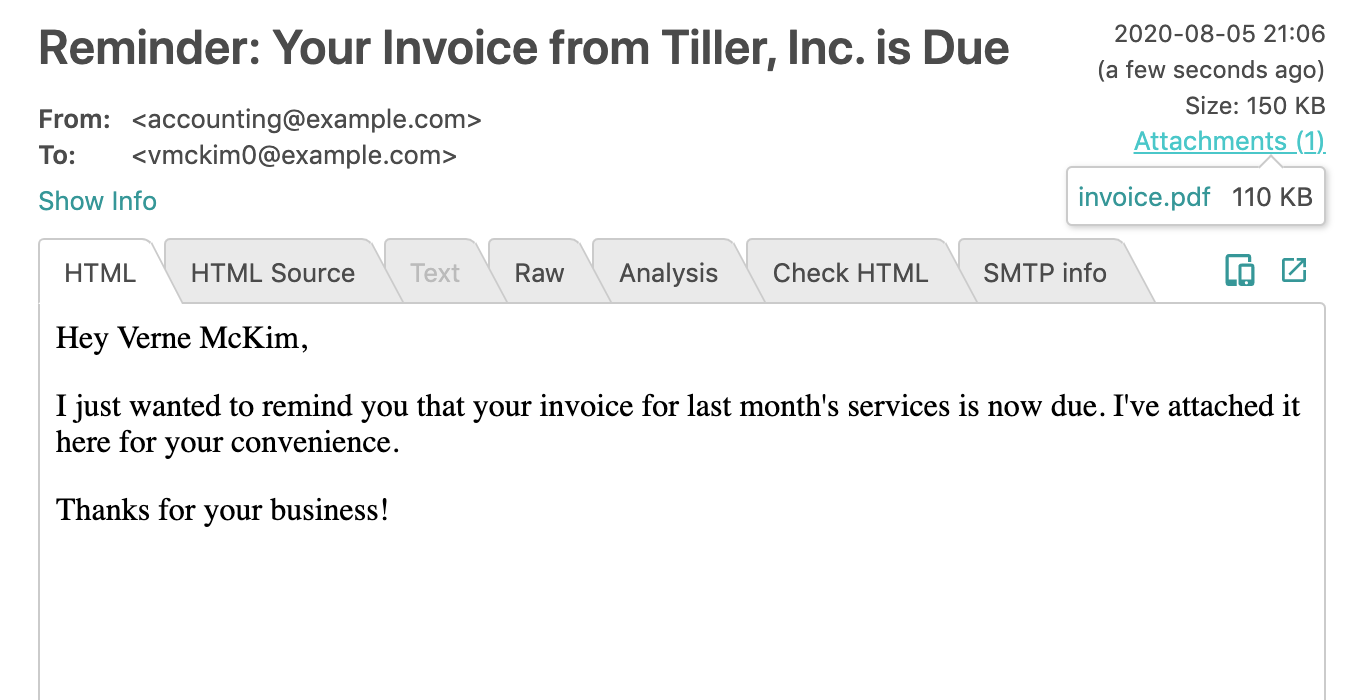 Reminder: Your Invoice from Tiller, Inc. is Due
2020-08-05 21:06
(a few seconds ago)
Size: 150 KB
Attachments (1)
invoice.pdf 110 KB
From: <accounting@example.com>
To: <vmckim0@example.com>
Show Info
HTML HTML Source Text Raw Analysis Check HTML SMTP info
Hey Verne McKim,
I just wanted to remind you that your invoice for last month's services is now due. I've attached it
here for your convenience.
Thanks for your business!